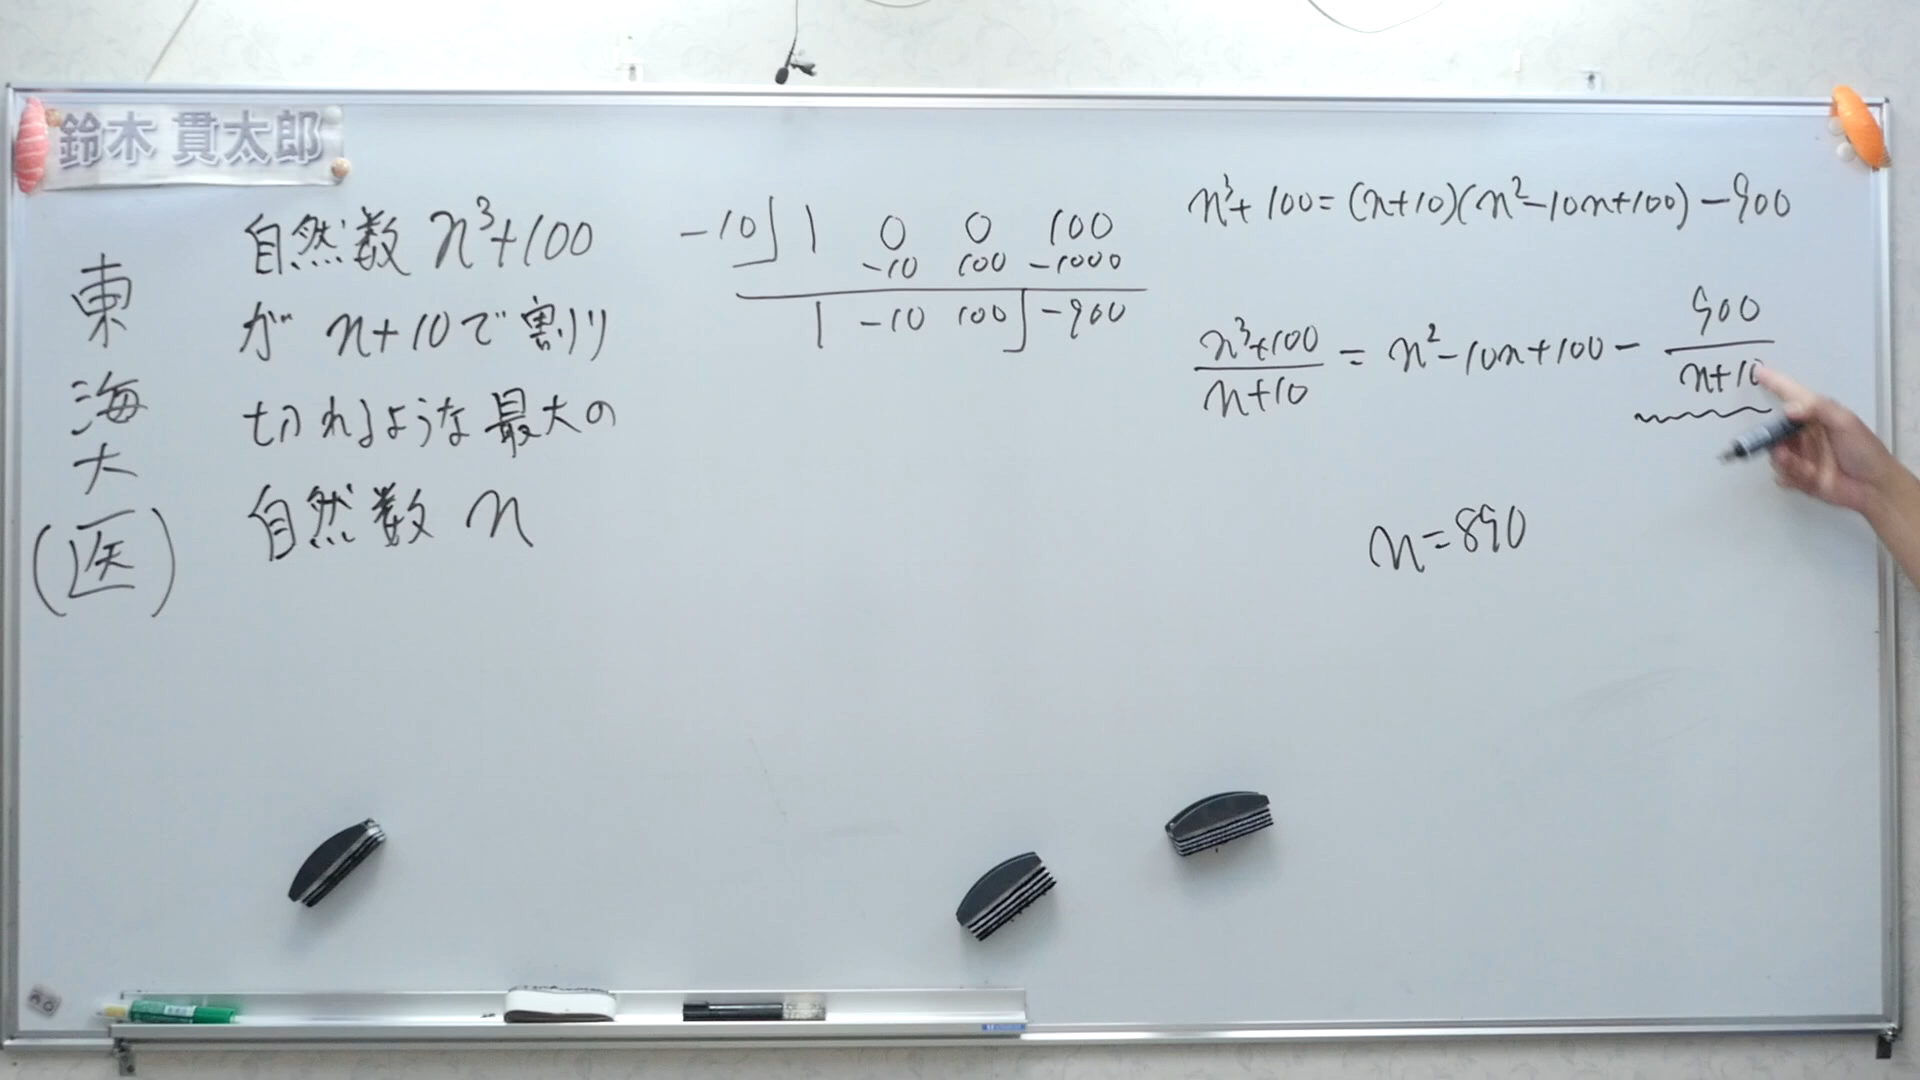 鈴木 貫太郎
東海大(医)
自然数 n³+100
が n+10で割り
切れるような最大の
自然数 n
-10 1 0 0 100
-10 100 -1000
1 -10 100 -900
n³+100=(n+10)(n²-10n+100)-900
(n³+100)/(n+10) = n²-10n+100 - 900/(n+10)
n=890